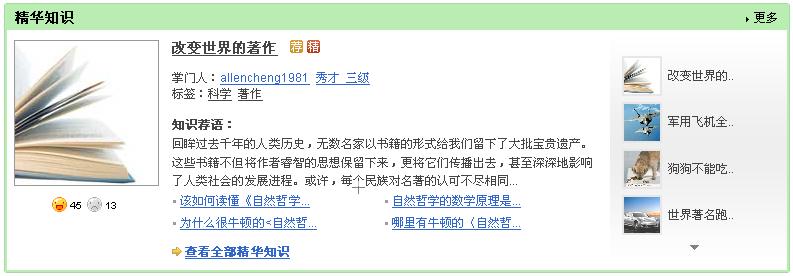 精华知识
更多
改变世界的著作 荐 精
掌门人：allencheng1981 秀才 三级
标签：科学 著作
知识荐语：
回眸过去千年的人类历史，无数名家以书籍的形式给我们留下了大批宝贵遗产。
这些书籍不但将作者睿智的思想保留下来，更将它们传播出去，甚至深深地影响
了人类社会的发展进程。或许，每个民族对名著的认可不尽相同...
该如何读懂《自然哲学... 自然哲学的数学原理是...
为什么很牛顿的<自然哲... 哪里有牛顿的〈自然哲...
45 13
查看全部精华知识
改变世界的..
军用飞机全..
狗狗不能吃..
世界著名跑..